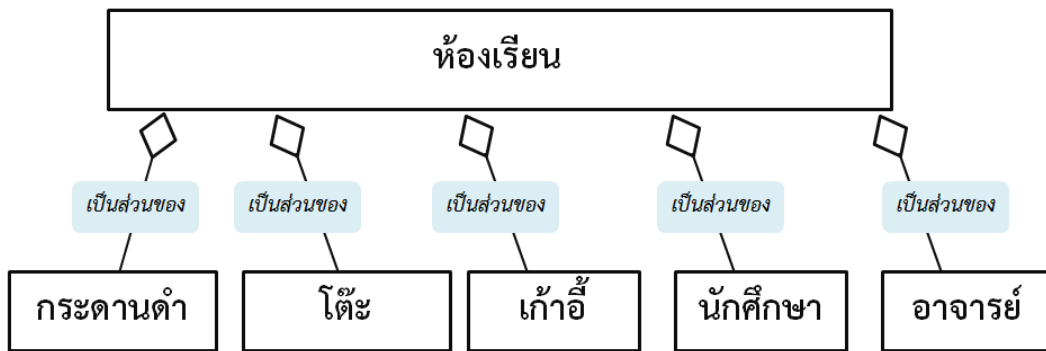 ห้องเรียน
เป็นส่วนของ
เป็นส่วนของ
เป็นส่วนของ
เป็นส่วนของ
เป็นส่วนของ
กระดานดำ
โต๊ะ
เก้าอี้
นักศึกษา
อาจารย์